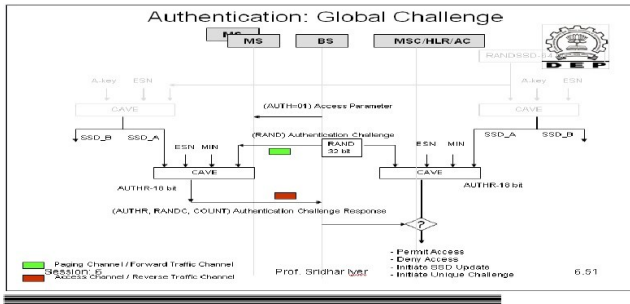 Authentication: Global Challenge
MS
MS
BS
MSC/HLR/AC
DEP
A-key
ESN
A-key
ESN
CAVE
CAVE
(AUTH=01) Access Parameter
SSD_B
SSD_A
SSD_A
SSD_B
(RAND) Authentication Challenge
ESN MIN
RAND
32 bit
ESN
MIN
CAVE
CAVE
AUTHR-18 bit
AUTHR-18 bit
(AUTHR, RANDC, COUNT) Authentication Challenge Response
?
- Permit Access
- Deny Access
- Initiate SSD Update
- Initiate Unique Challenge
Paging Channel / Forward Traffic Channel
Access Channel / Reverse Traffic Channel
Session: 6
Prof. Sridhar Iyer
6.51